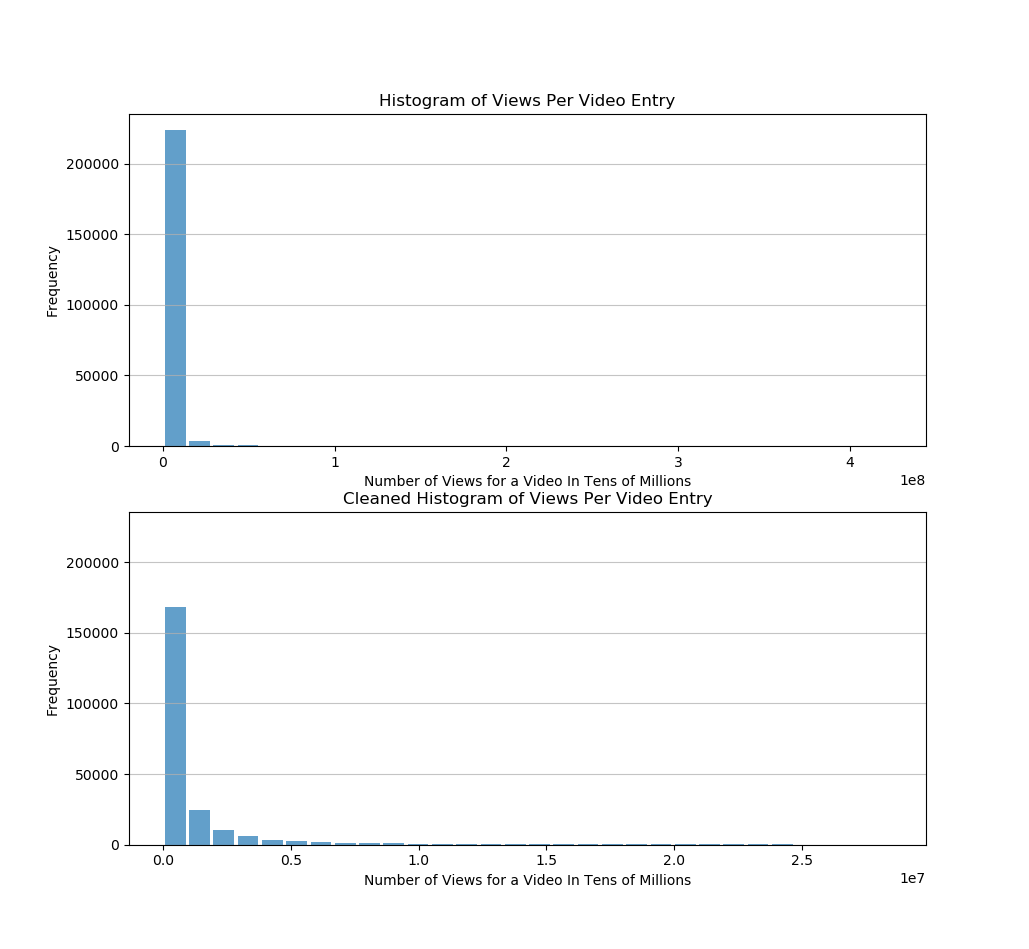 Histogram of Views Per Video Entry
200000
150000
100000
50000
0
Frequency
0 1 2 3 4
1e8
Number of Views for a Video In Tens of Millions
Cleaned Histogram of Views Per Video Entry
200000
150000
100000
50000
0
Frequency
0.0 0.5 1.0 1.5 2.0 2.5
1e7
Number of Views for a Video In Tens of Millions